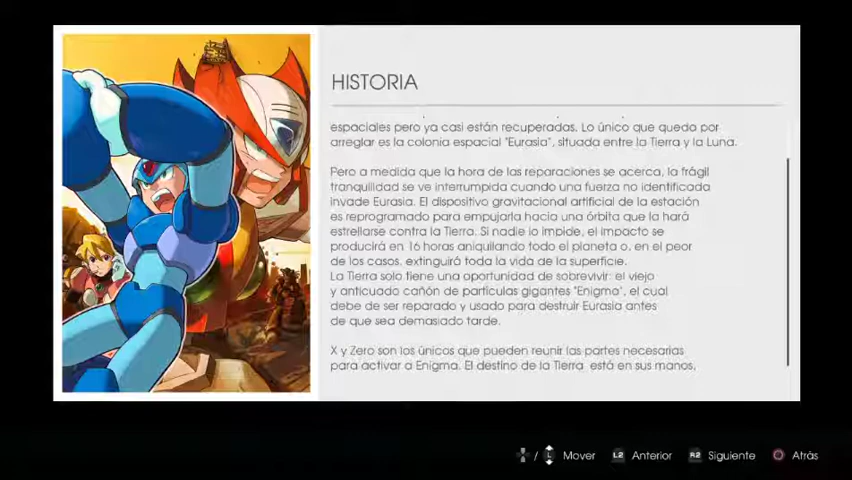 HISTORIA
espaciales pero ya casi están recuperadas. Lo único que queda por
arreglar es la colonia espacial "Eurasia", situada entre la Tierra y la Luna.
Pero a medida que la hora de las reparaciones se acerca, la frágil
tranquilidad se ve interrumpida cuando una fuerza no identificada
invade Eurasia. El dispositivo gravitacional artificial de la estación
es reprogramado para empujarla hacia una órbita que la hará
estrellarse contra la Tierra. Si nadie lo impide, el impacto se
producirá en 16 horas aniquilando todo el planeta o, en el peor
de los casos, extinguirá toda la vida de la superficie.
La Tierra solo tiene una oportunidad de sobrevivir: el viejo
y anticuado cañón de partículas gigantes "Enigma", el cual
debe de ser reparado y usado para destruir Eurasia antes
de que sea demasiado tarde.
X y Zero son los únicos que pueden reunir las partes necesarias
para activar a Enigma. El destino de la Tierra está en sus manos.
/ L Mover L2 Anterior R2 Siguiente Atrás